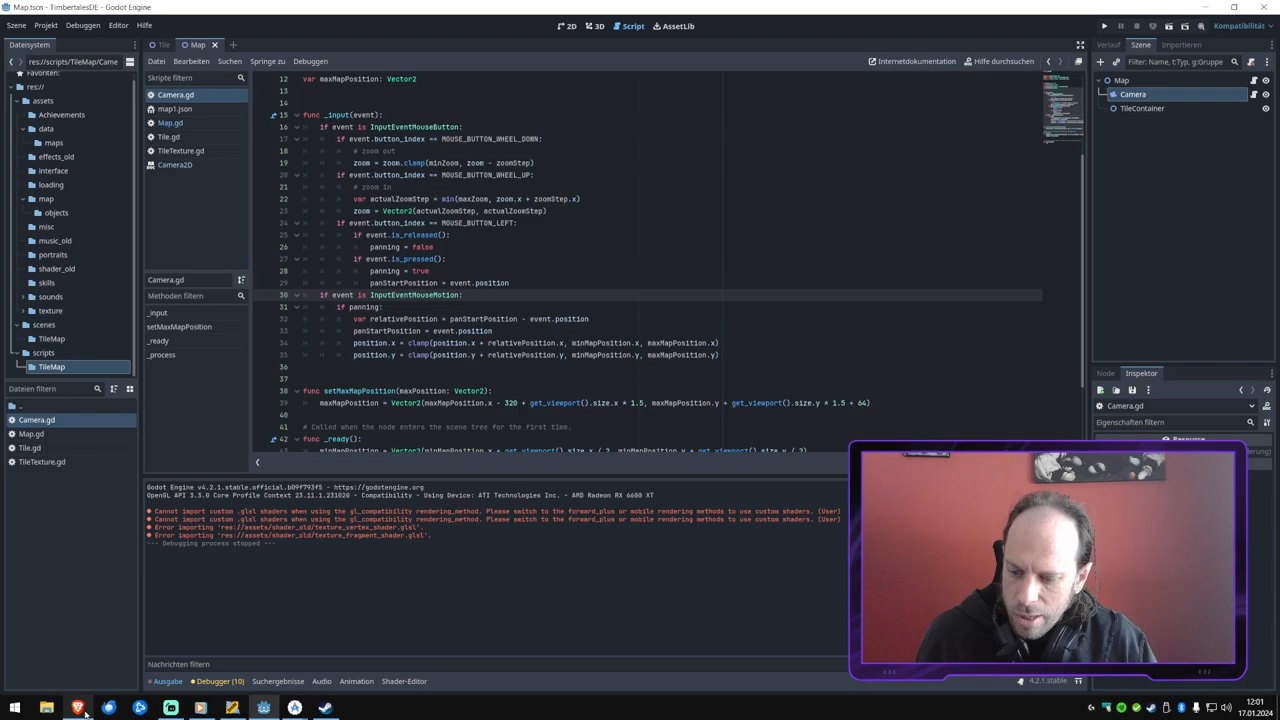 Map.tscn - TimbertalesDE - Godot Engine
Szene Projekt Debuggen Editor Hilfe
2D 3D Script AssetLib
Kompatibilität
Dateisystem
res://scripts/TileMap/Came
Favoriten:
res://
assets
Achievements
data
maps
effects_old
interface
loading
map
objects
misc
music_old
portraits
shader_old
skills
sounds
texture
scenes
TileMap
scripts
TileMap
Dateien filtern
..
Camera.gd
Map.gd
Tile.gd
TileTexture.gd
Tile Map
Datei Bearbeiten Suchen Springe zu Debuggen
Internetdokumentation Hilfe durchsuchen
Skripte filtern
Camera.gd
map1.json
Map.gd
Tile.gd
TileTexture.gd
Camera2D
Camera.gd
Methoden filtern
_input
setMaxMapPosition
_ready
_process
12 var maxMapPosition: Vector2
13
14
15 func _input(event):
16 if event is InputEventMouseButton:
17 if event.button_index == MOUSE_BUTTON_WHEEL_DOWN:
18 # zoom out
19 zoom = zoom.clamp(minZoom, zoom - zoomStep)
20 if event.button_index == MOUSE_BUTTON_WHEEL_UP:
21 # zoom in
22 var actualZoomStep = min(maxZoom, zoom.x + zoomStep.x)
23 zoom = Vector2(actualZoomStep, actualZoomStep)
24 if event.button_index == MOUSE_BUTTON_LEFT:
25 if event.is_released():
26 panning = false
27 if event.is_pressed():
28 panning = true
29 panStartPosition = event.position
30 if event is InputEventMouseMotion:
31 if panning:
32 var relativePosition = panStartPosition - event.position
33 panStartPosition = event.position
34 position.x = clamp(position.x + relativePosition.x, minMapPosition.x, maxMapPosition.x)
35 position.y = clamp(position.y + relativePosition.y, minMapPosition.y, maxMapPosition.y)
36
37
38 func setMaxMapPosition(maxPosition: Vector2):
39 maxMapPosition = Vector2(maxMapPosition.x - 320 + get_viewport().size.x * 1.5, maxMapPosition.y + get_viewport().size.y * 1.5 + 64)
40
41 # Called when the node enters the scene tree for the first time.
42 func _ready():
Godot Engine v4.2.1.stable.official.b09f793f5 - https://godotengine.org
OpenGL API 3.3.0 Core Profile Context 23.11.1.231020 - Compatibility - Using Device: ATI Technologies Inc. - AMD Radeon RX 6600 XT
Cannot import custom .glsl shaders when using the gl_compatibility rendering_method. Please switch to the forward_plus or mobile rendering methods to use custom shaders. (User)
Cannot import custom .glsl shaders when using the gl_compatibility rendering_method. Please switch to the forward_plus or mobile rendering methods to use custom shaders. (User)
Error importing 'res://assets/shader_old/texture_vertex_shader.glsl'.
Error importing 'res://assets/shader_old/texture_fragment_shader.glsl'.
--- Debugging process stopped ---
Nachrichten filtern
Ausgabe Debugger (10) Suchergebnisse Audio Animation Shader-Editor
4.2.1.stable
Verlauf Szene Importieren
Filter: Name, t:Typ, g:Gruppe
Map
Camera
TileContainer
Node Inspektor
Camera.gd
Eigenschaften filtern
12:01
17.01.2024